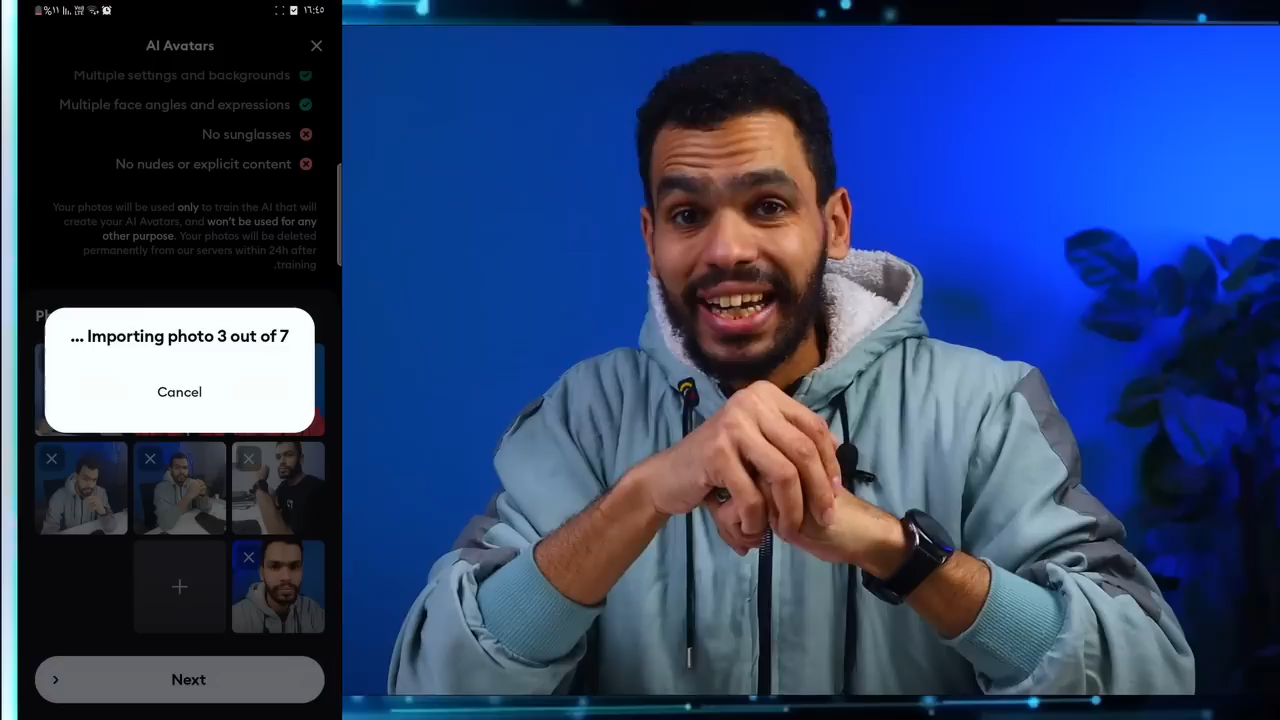 %١١
١٦:٤٥
AI Avatars
Multiple settings and backgrounds
Multiple face angles and expressions
No sunglasses
No nudes or explicit content
Your photos will be used only to train the AI that will
create your AI Avatars, and won't be used for any
other purpose. Your photos will be deleted
permanently from our servers within 24h after
.training
... Importing photo 3 out of 7
Cancel
Next